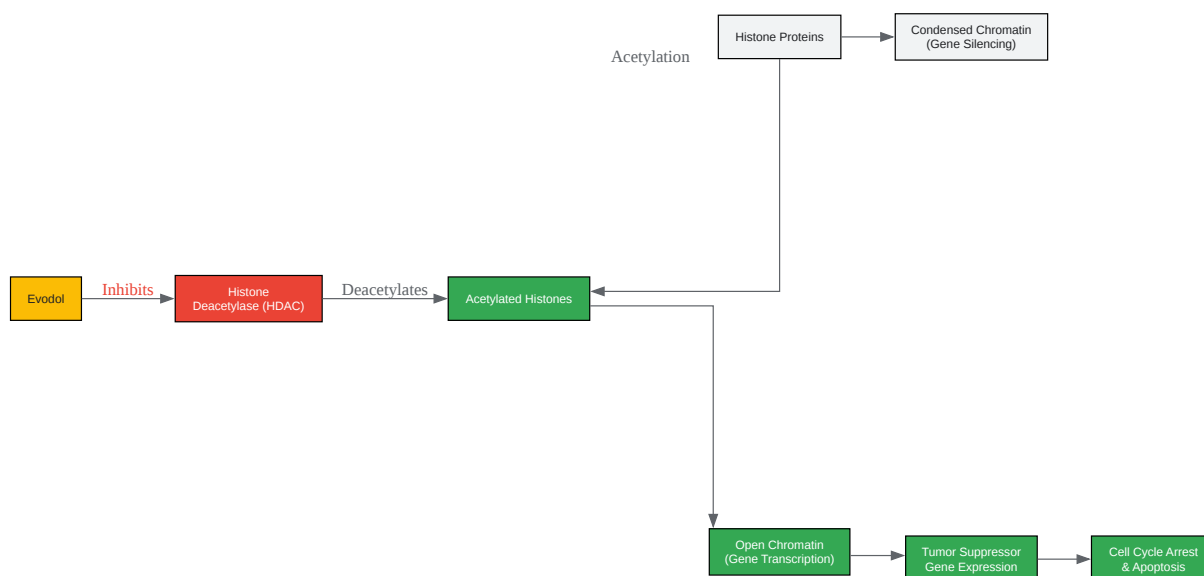 Histone Proteins
Condensed Chromatin
(Gene Silencing)
Acetylation
Evodol
Inhibits
Histone
Deacetylase (HDAC)
Deacetylates
Acetylated Histones
Open Chromatin
(Gene Transcription)
Tumor Suppressor
Gene Expression
Cell Cycle Arrest
& Apoptosis